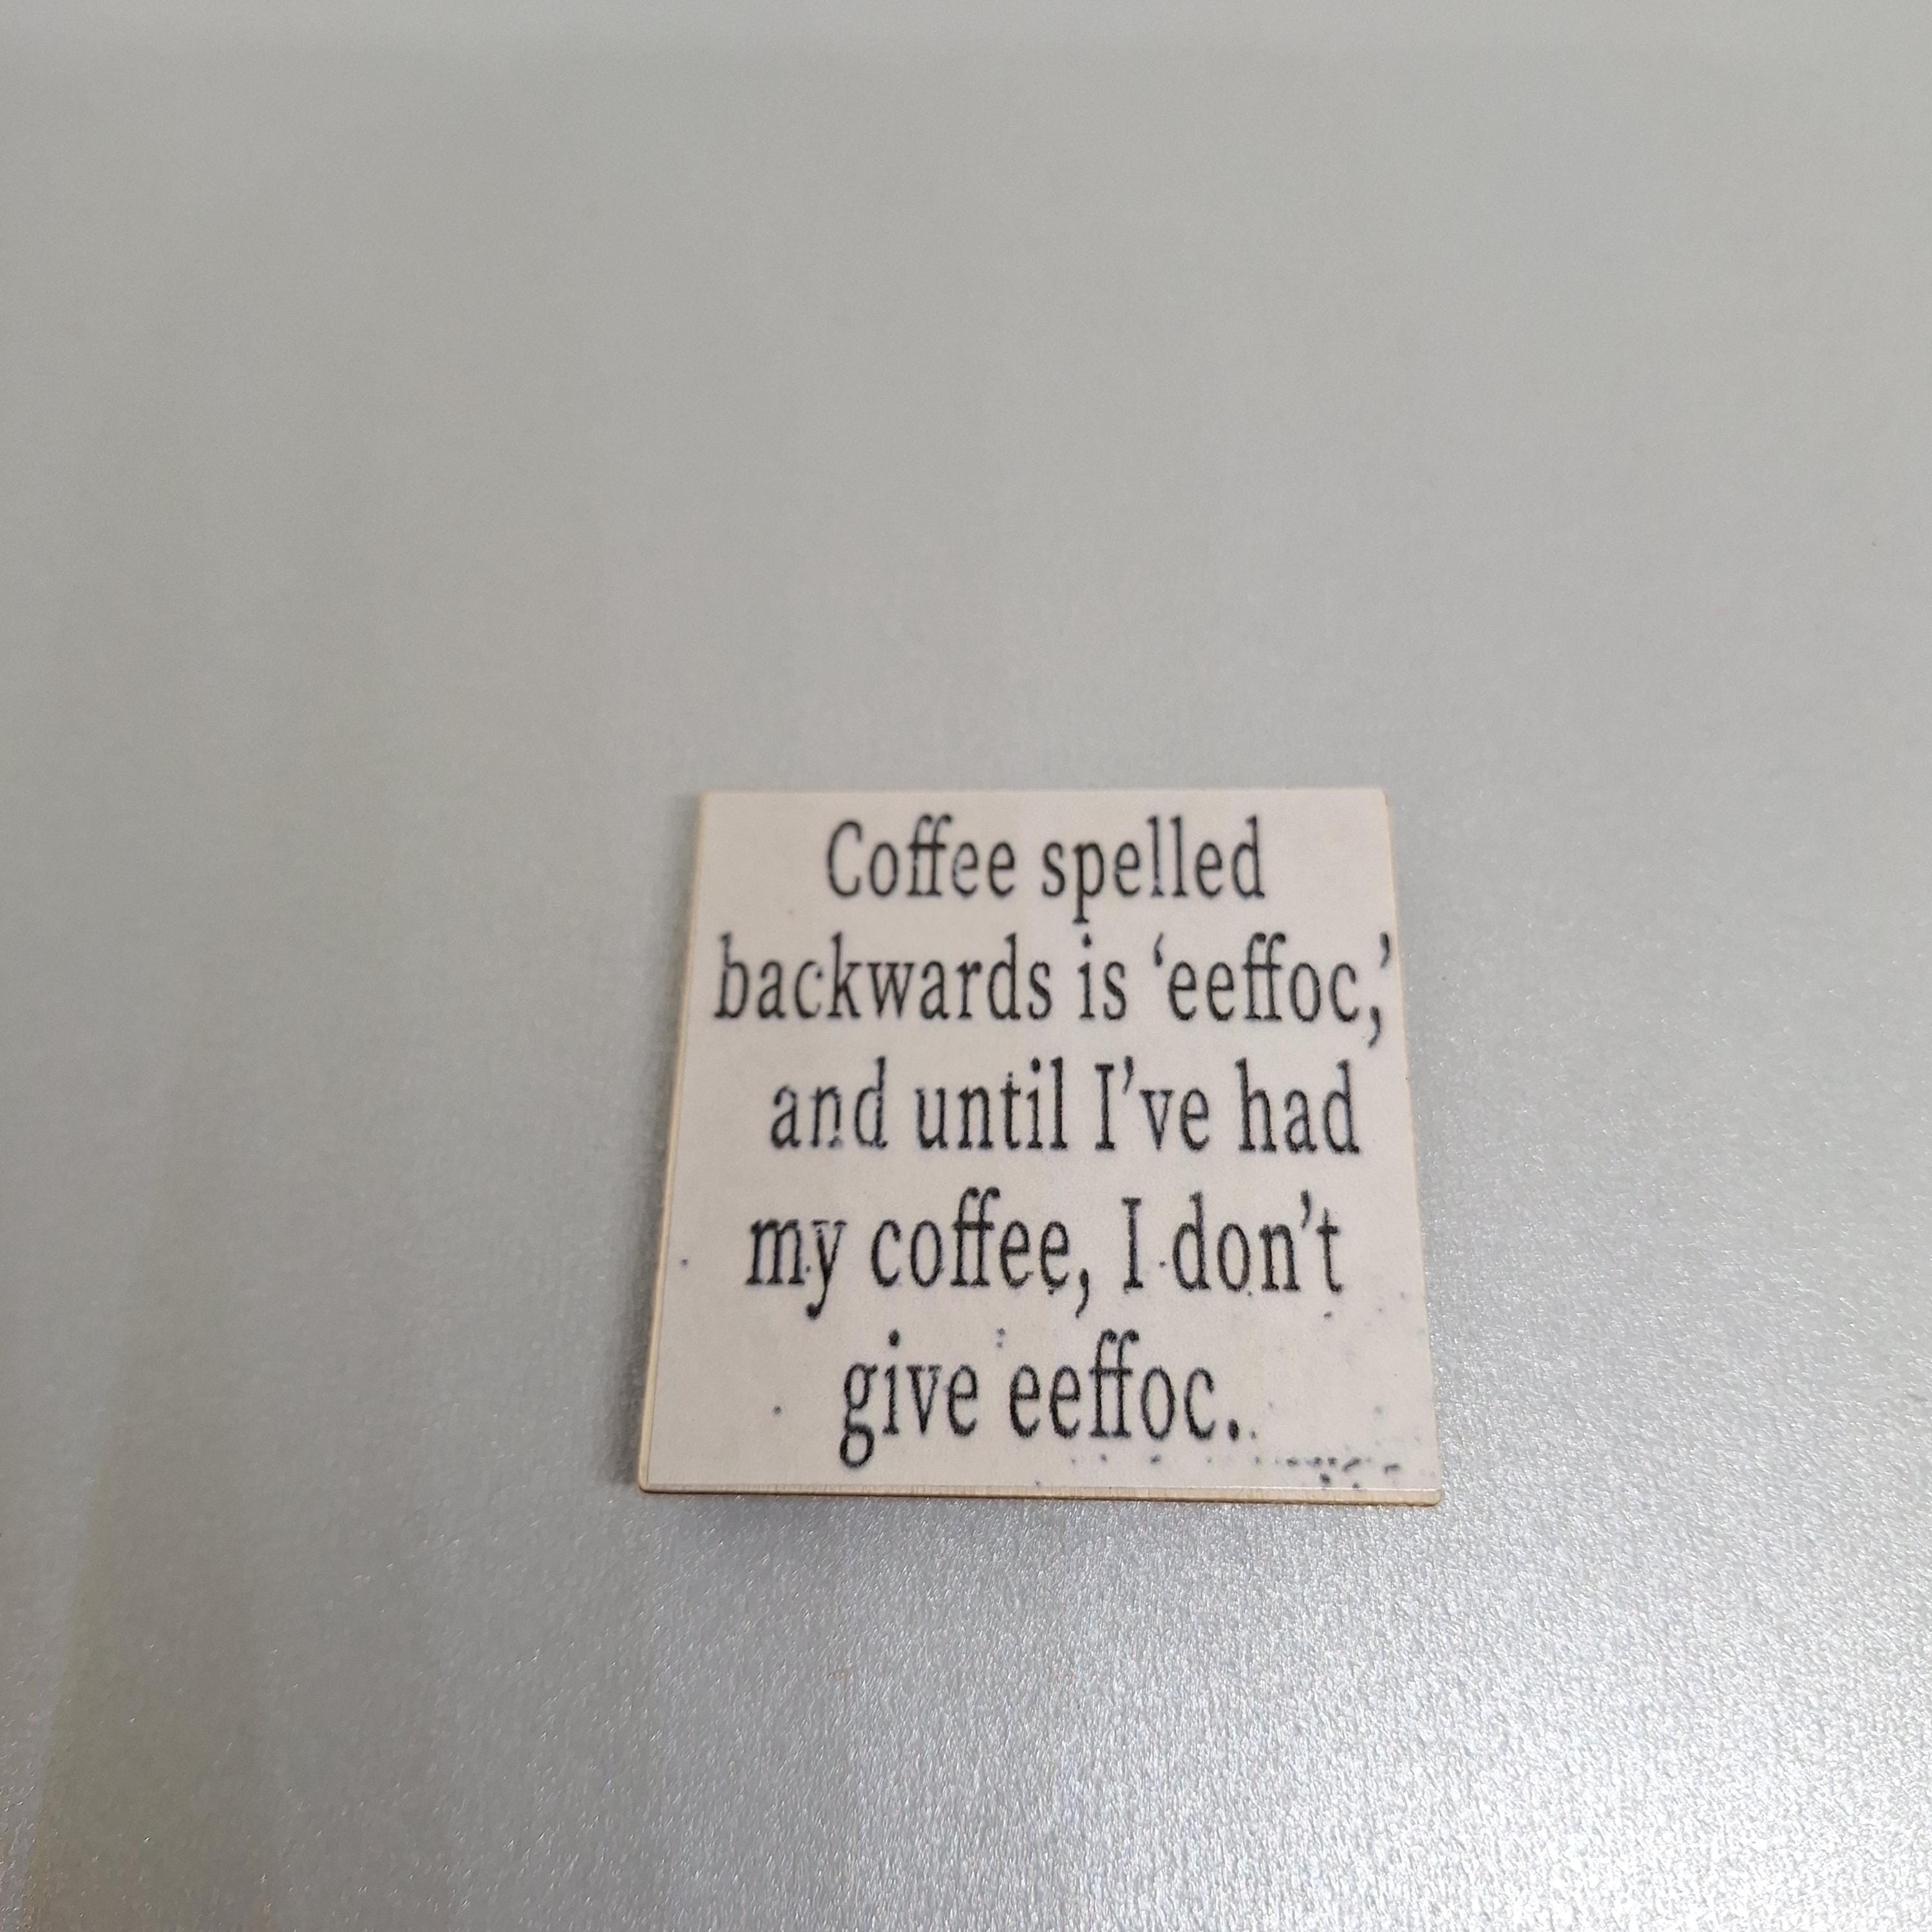 Coffee spelled
backwards is ‘eeffoc,’
and until I’ve had
my coffee, I don’t
give eeffoc.